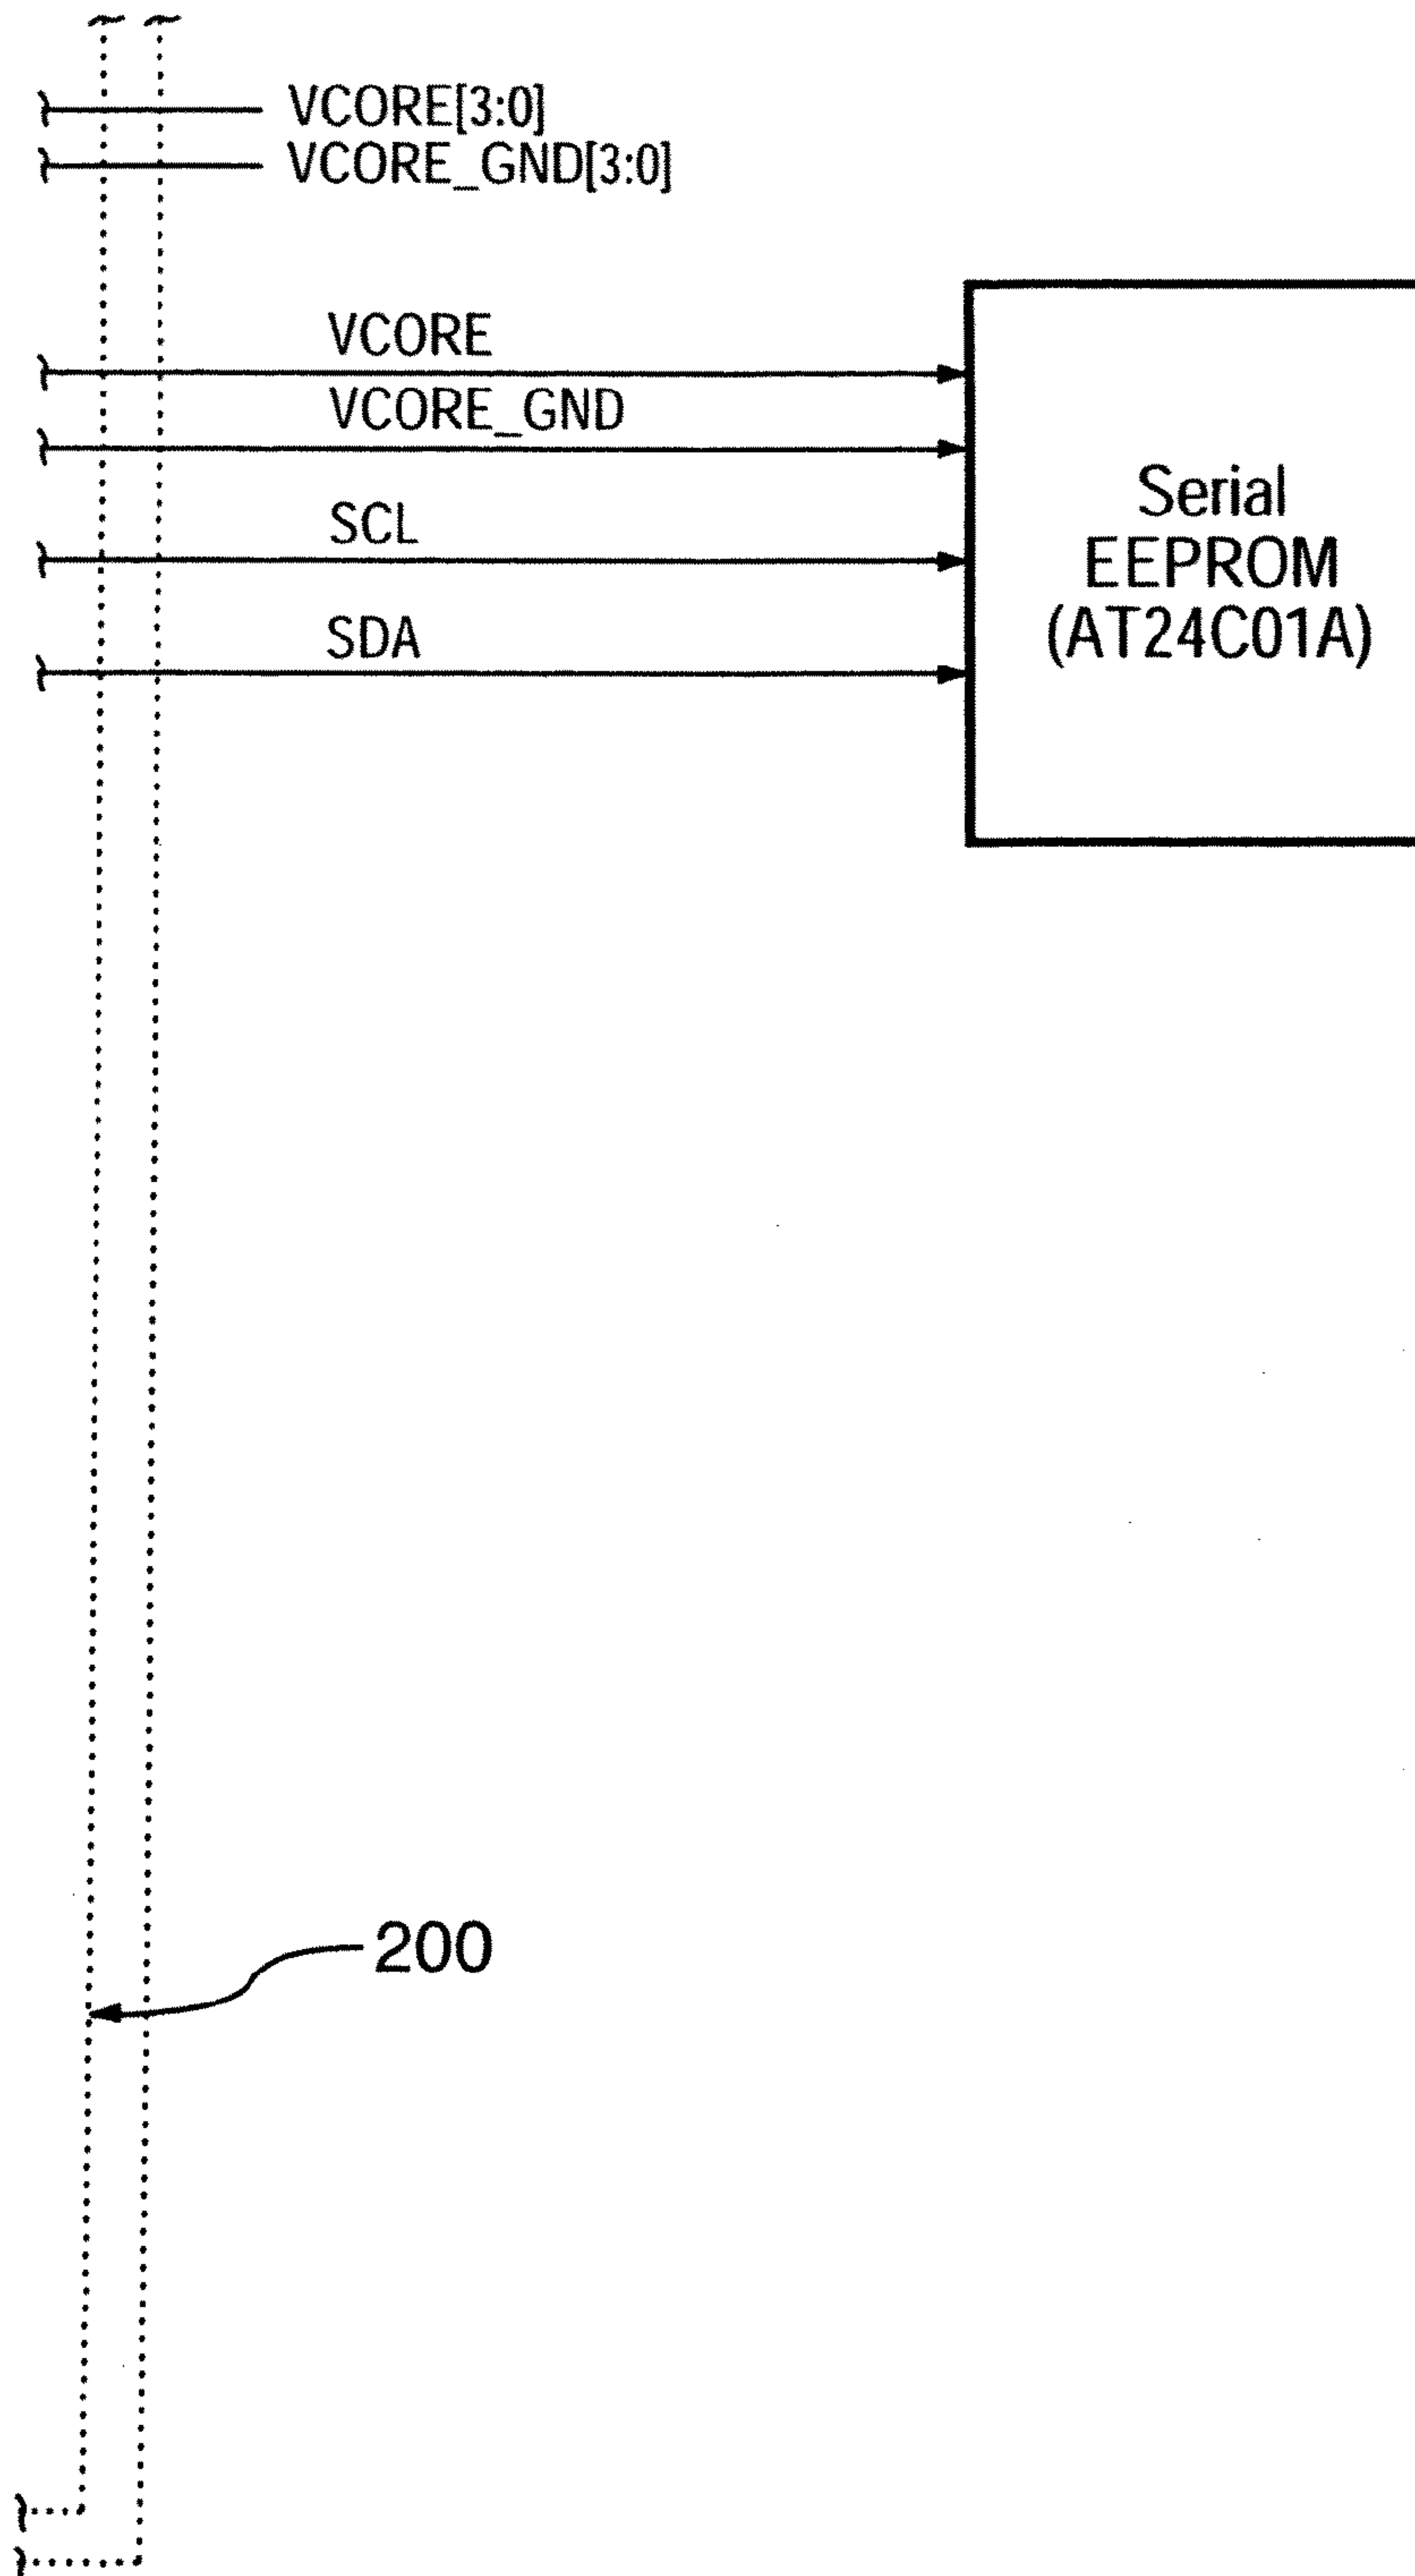 VCORE[3:0]
VCORE_GND[3:0]
VCORE
VCORE_GND
SCL
SDA
Serial
EEPROM
(AT24C01A)
200